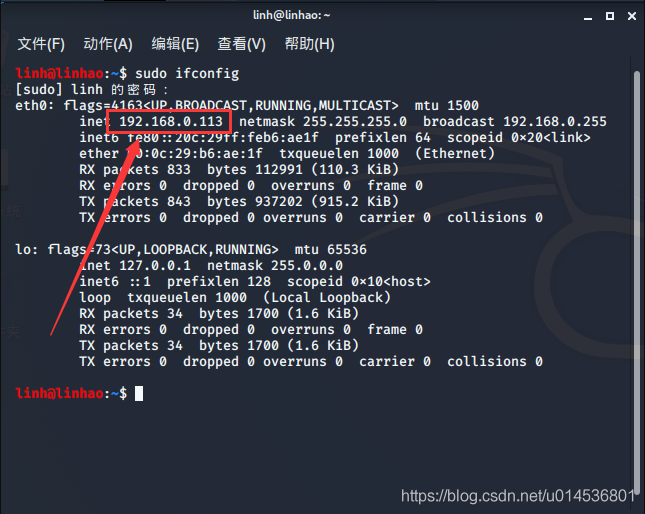 linh@linhao: ~
文件(F) 动作(A) 编辑(E) 查看(V) 帮助(H)
linh@linhao:~$ sudo ifconfig
[sudo] linh 的密码：
eth0: flags=4163<UP,BROADCAST,RUNNING,MULTICAST> mtu 1500
inet 192.168.0.113 netmask 255.255.255.0 broadcast 192.168.0.255
inet6 fe80::20c:29ff:feb6:ae1f prefixlen 64 scopeid 0×20<link>
ether :0c:29:b6:ae:1f txqueuelen 1000 (Ethernet)
RX packets 833 bytes 112991 (110.3 KiB)
RX errors 0 dropped 0 overruns 0 frame 0
TX packets 843 bytes 937202 (915.2 KiB)
TX errors 0 dropped 0 overruns 0 carrier 0 collisions 0
lo: flags=73<UP,LOOPBACK,RUNNING> mtu 65536
inet 127.0.0.1 netmask 255.0.0.0
inet6 ::1 prefixlen 128 scopeid 0×10<host>
loop txqueuelen 1000 (Local Loopback)
RX packets 34 bytes 1700 (1.6 KiB)
RX errors 0 dropped 0 overruns 0 frame 0
TX packets 34 bytes 1700 (1.6 KiB)
TX errors 0 dropped 0 overruns 0 carrier 0 collisions 0
linh@linhao:~$
https://blog.csdn.net/u014536801